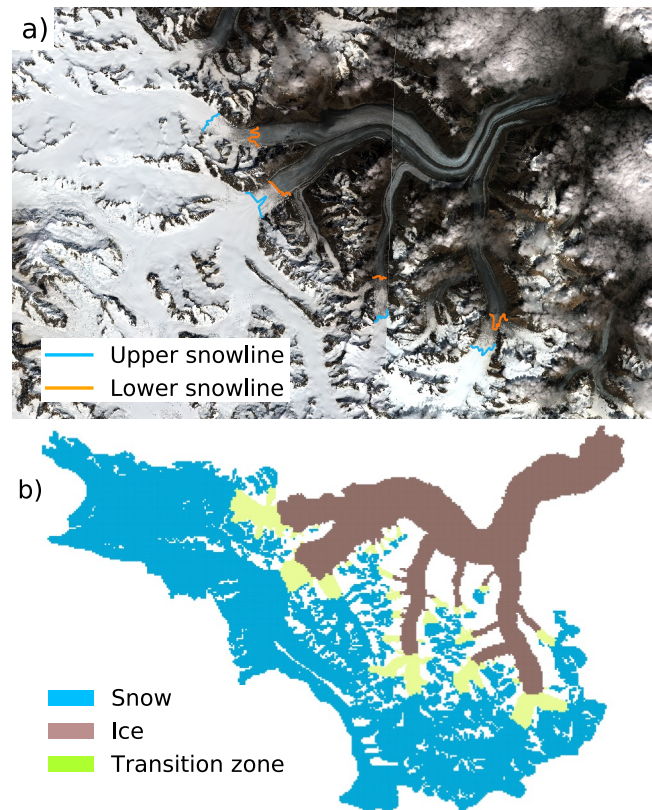 a)
Upper snowline
Lower snowline
b)
Snow
Ice
Transition zone